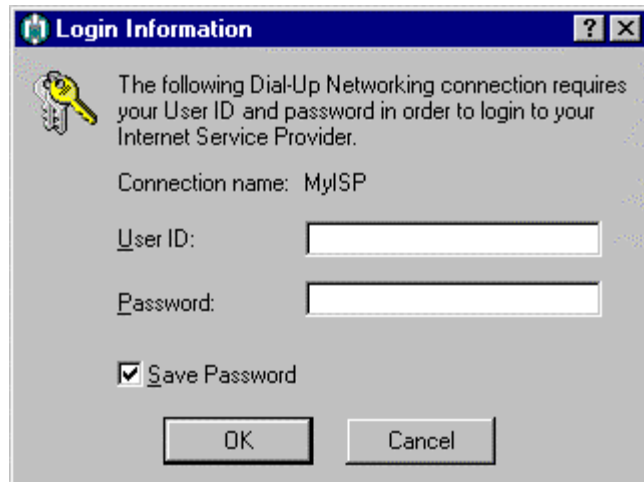 Login Information
The following Dial-Up Networking connection requires
your User ID and password in order to login to your
Internet Service Provider.
Connection name: MyISP
User ID:
Password:
Save Password
OK Cancel